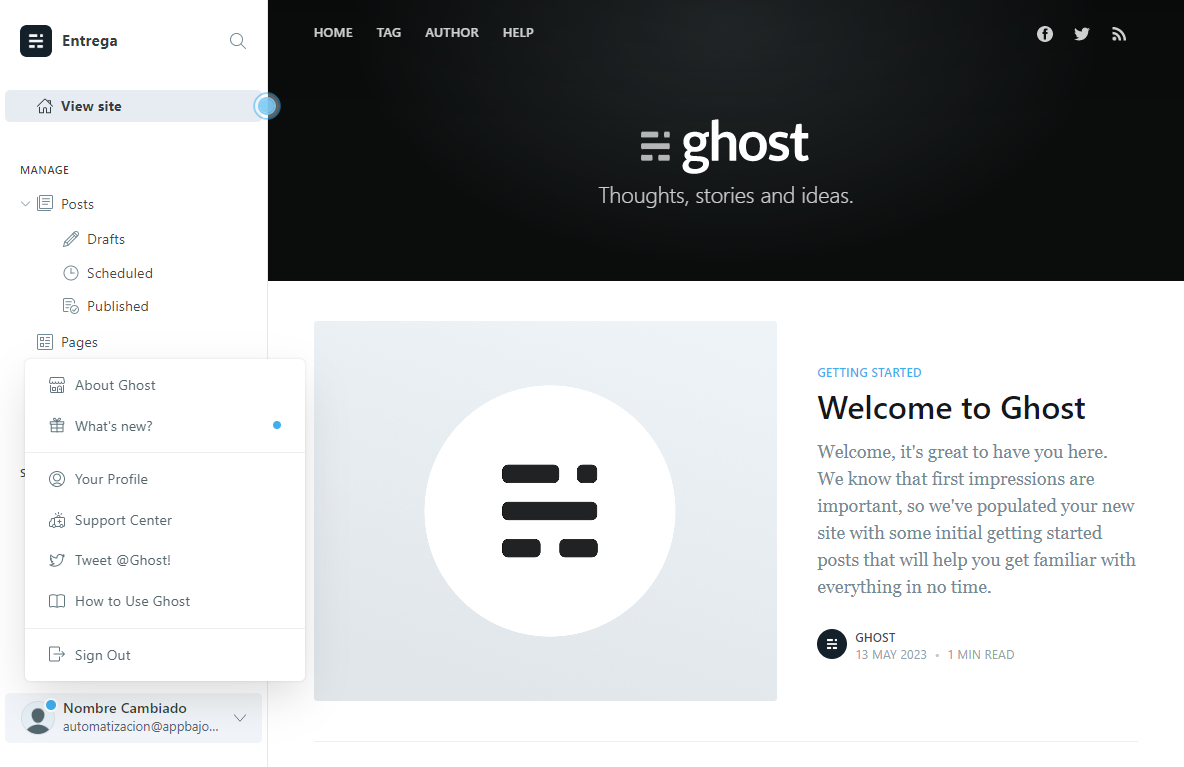 Entrega
View site
MANAGE
Posts
Drafts
Scheduled
Published
Pages
About Ghost
What's new?
S
Your Profile
Support Center
Tweet @Ghost!
How to Use Ghost
Sign Out
Nombre Cambiado
automatizacion@appbajo...
HOME TAG AUTHOR HELP
ghost
Thoughts, stories and ideas.
GETTING STARTED
Welcome to Ghost
Welcome, it's great to have you here.
We know that first impressions are
important, so we've populated your new
site with some initial getting started
posts that will help you get familiar with
everything in no time.
GHOST
13 MAY 2023 • 1 MIN READ